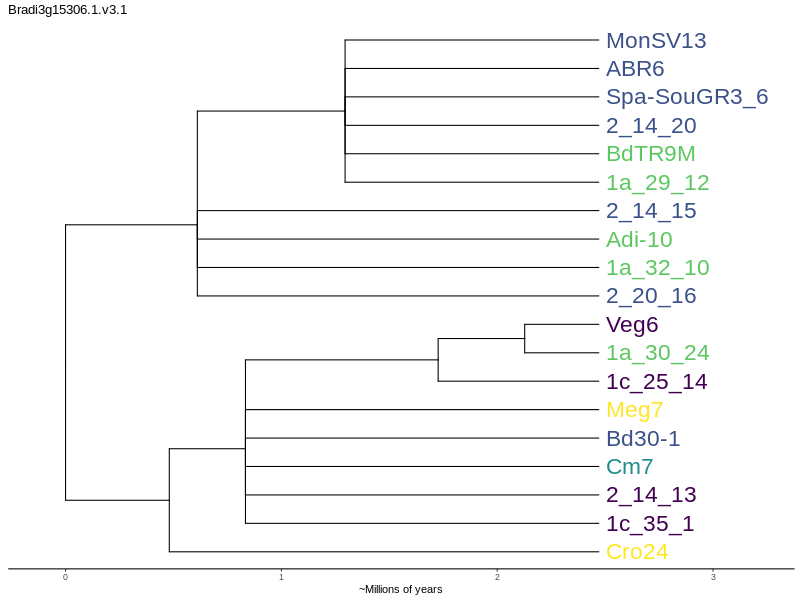 Bradi3g15306.1.v3.1
MonSV13
ABR6
Spa-SouGR3_6
2_14_20
BdTR9M
1a_29_12
2_14_15
Adi-10
1a_32_10
2_20_16
Veg6
1a_30_24
1c_25_14
Meg7
Bd30-1
Cm7
2_14_13
1c_35_1
Cro24
0 1 2 3
~Millions of years